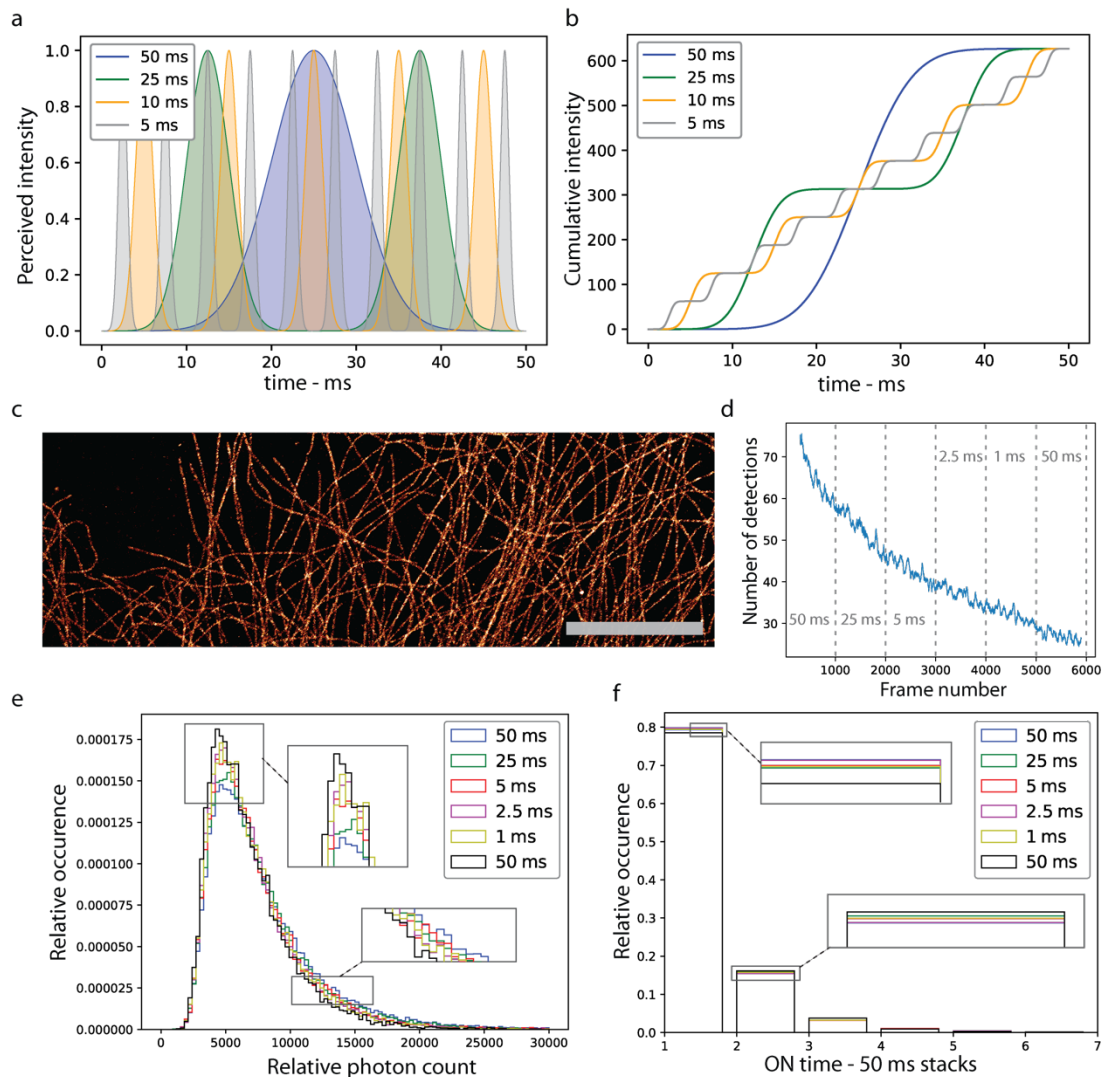 a
1.0
0.8
0.6
0.4
0.2
0.0
Perceived intensity
50 ms
25 ms
10 ms
5 ms
0 10 20 30 40 50
time - ms
b
600
500
400
300
200
100
0
Cumulative intensity
50 ms
25 ms
10 ms
5 ms
0 10 20 30 40 50
time - ms
c
d
70
60
50
40
30
Number of detections
2.5 ms 1 ms 50 ms
50 ms 25 ms 5 ms
1000 2000 3000 4000 5000 6000
Frame number
e
0.000175
0.000150
0.000125
0.000100
0.000075
0.000050
0.000025
0.000000
Relative occurence
50 ms
25 ms
5 ms
2.5 ms
1 ms
50 ms
0 5000 10000 15000 20000 25000 30000
Relative photon count
f
0.8
0.7
0.6
0.5
0.4
0.3
0.2
0.1
0.0
Relative occurence
50 ms
25 ms
5 ms
2.5 ms
1 ms
50 ms
1 2 3 4 5 6 7
ON time - 50 ms stacks